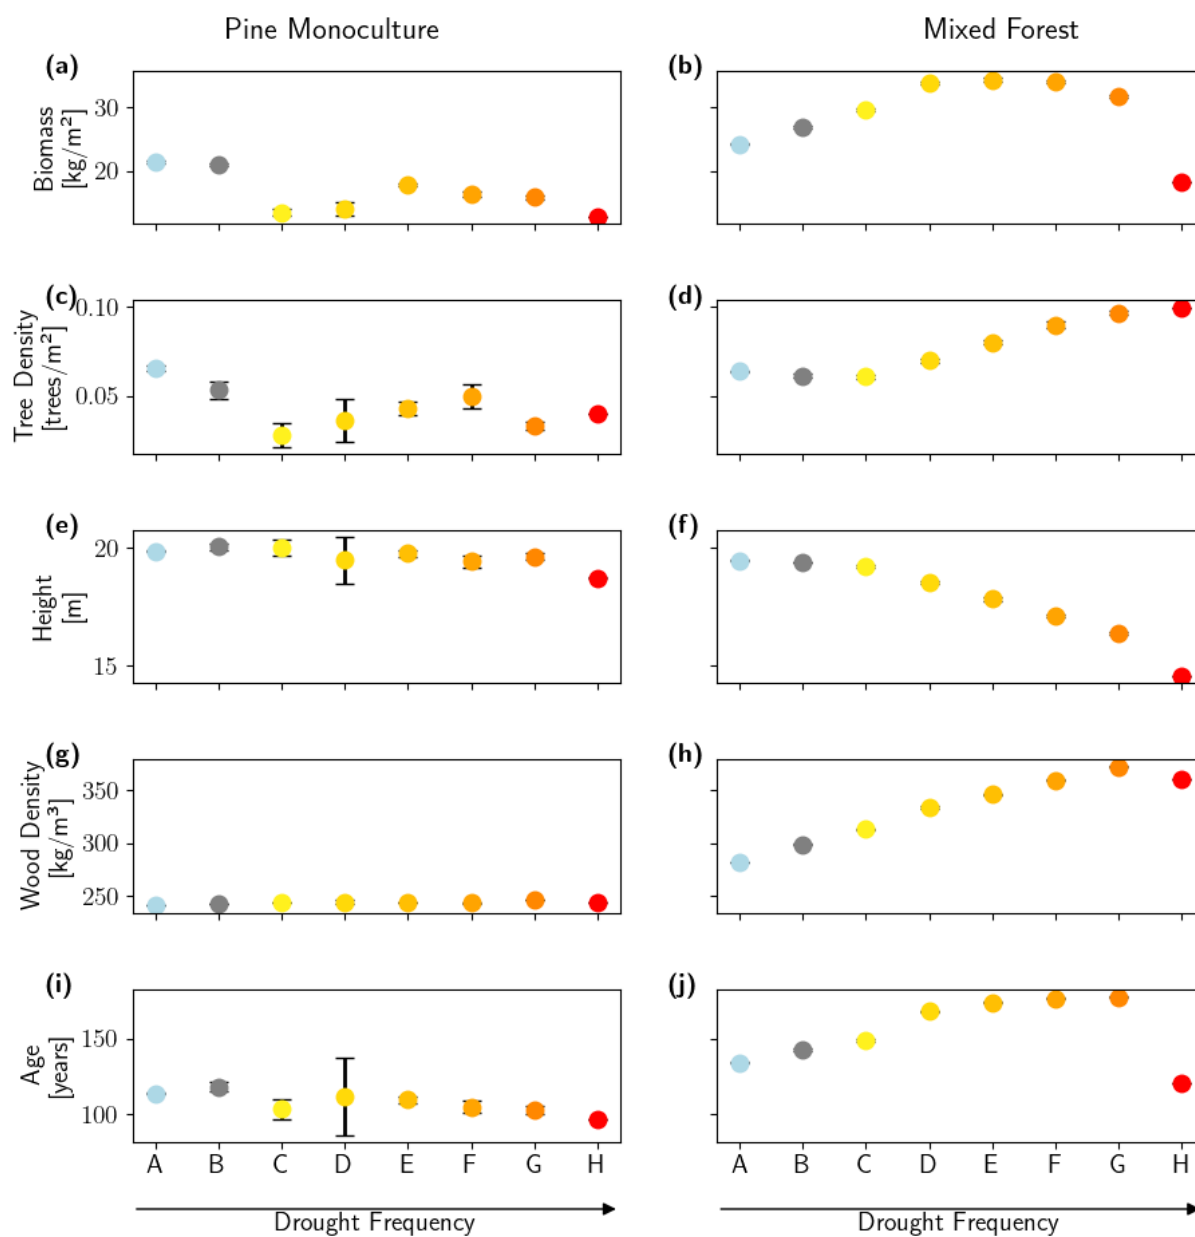 Pine Monoculture
Mixed Forest
(a)
(b)
Biomass
[kg/m²]
30
20
(c)
(d)
Tree Density
[trees/m²]
0.10
0.05
(e)
(f)
Height
[m]
20
15
(g)
(h)
Wood Density
[kg/m³]
350
300
250
(i)
(j)
Age
[years]
150
100
A B C D E F G H
A B C D E F G H
Drought Frequency
Drought Frequency